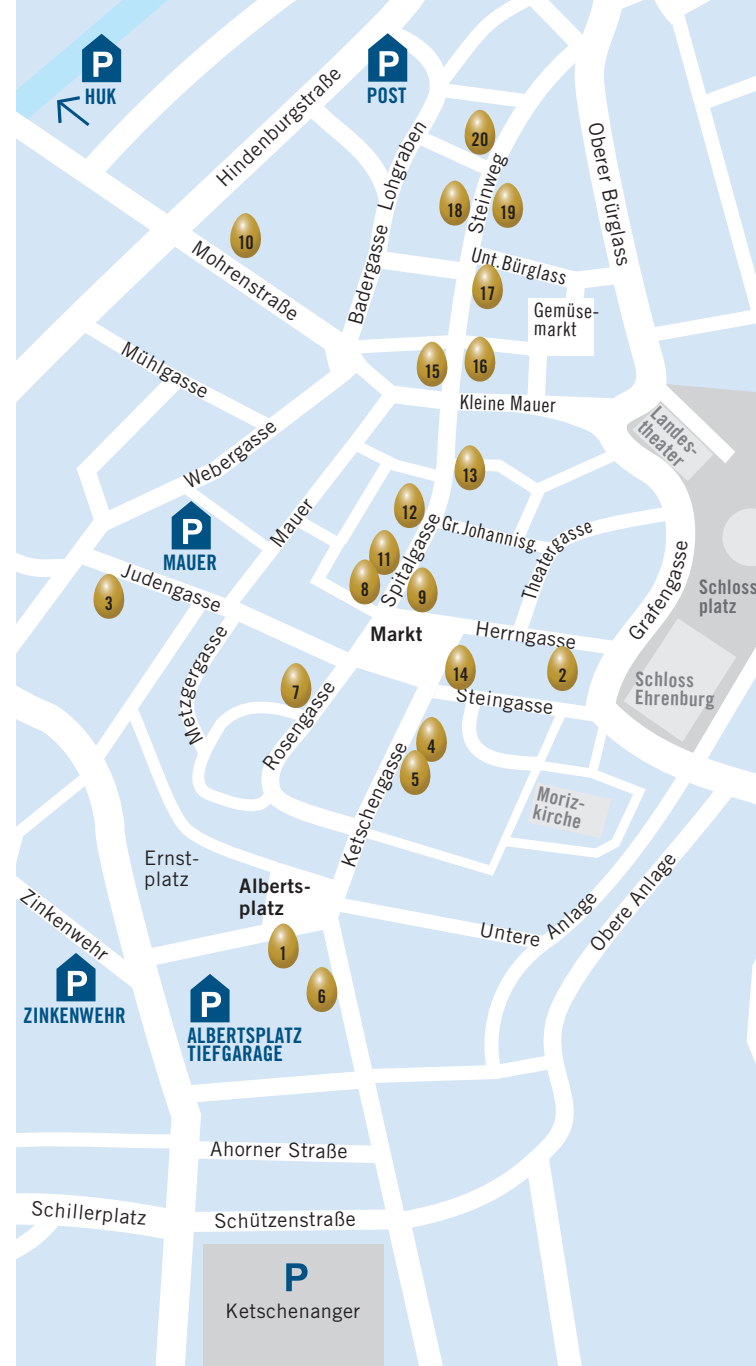 P
HUK
P
POST
Hindenburgstraße
Lohgraben
Badergasse
20
Steinweg
18
19
Oberer Bürglass
10
Mohrenstraße
Unt.Bürglass
17
Gemüse-
markt
Mühlgasse
15
16
Kleine Mauer
Landes-
theater
Webergasse
13
Mauer
12
Gr.Johannisg.
Theatergasse
P
MAUER
11
Spitalgasse
8
9
Grafengasse
Schloss
platz
Judengasse
3
Markt
Herrngasse
Metzgergasse
7
Rosengasse
14
2
Steingasse
Schloss
Ehrenburg
4
5
Ketschengasse
Moriz-
kirche
Ernst-
platz
Alberts-
platz
Zinkenwehr
1
6
Untere Anlage
Obere Anlage
P
ZINKENWEHR
P
ALBERTSPLATZ
TIEFGARAGE
Ahorner Straße
Schillerplatz
Schützenstraße
P
Ketschenanger